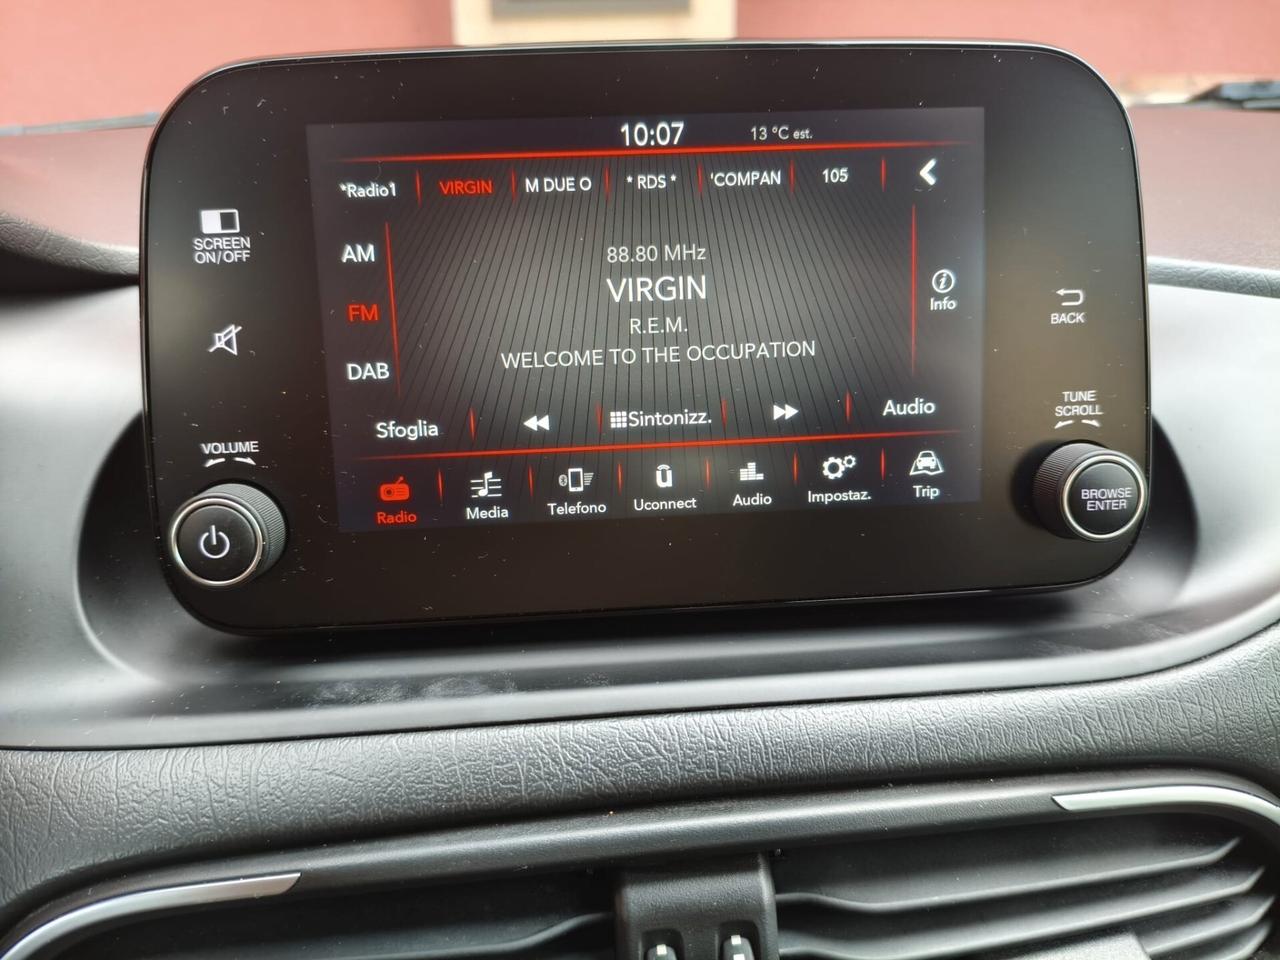 10:07 13 °C est.
*Radio1 VIRGIN M DUE O * RDS * 'COMPAN 105
SCREEN
ON/OFF
AM
FM
DAB
88.80 MHz
VIRGIN
R.E.M.
WELCOME TO THE OCCUPATION
i
Info
BACK
TUNE
SCROLL
Sfoglia Sintonizz. Audio
VOLUME
Radio Media Telefono Uconnect Audio Impostaz. Trip
BROWSE
ENTER